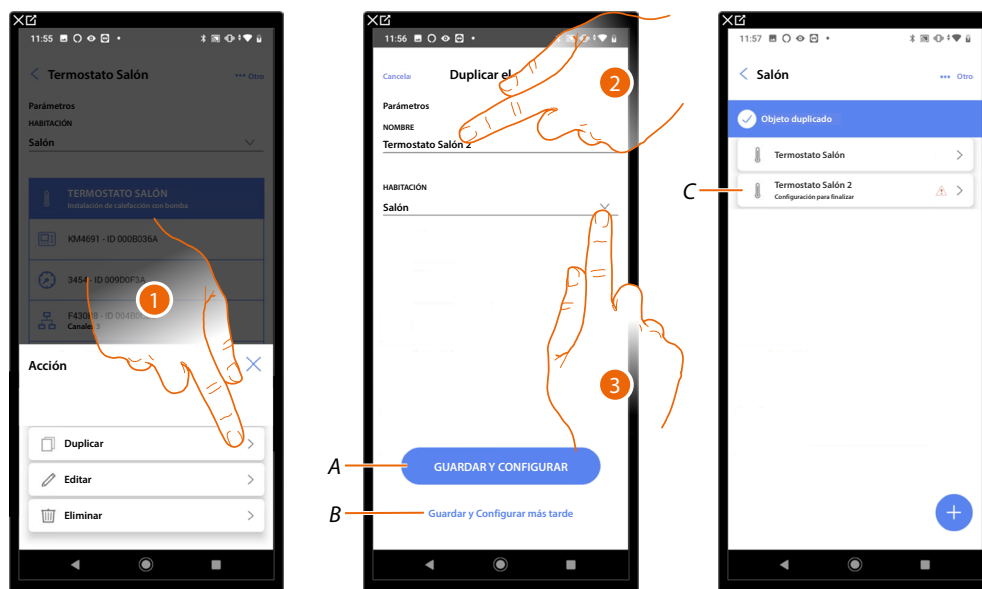 11:55
Termostato Salón
Otro
Parámetros
HABITACIÓN
Salón
TERMOSTATO SALÓN
Instalación de calefacción con bomba
KM4691 - ID 000B036A
3454 - ID 009D0F3A
Canales 3
1
Acción
Duplicar
Editar
Eliminar
11:56
Cancelar
Duplicar el
2
Parámetros
NOMBRE
Termostato Salón 2
HABITACIÓN
Salón
3
A
GUARDAR Y CONFIGURAR
B
Guardar y Configurar más tarde
11:57
Salón
Otro
Objeto duplicado
Termostato Salón
C
Termostato Salón 2
Configuración para finalizar